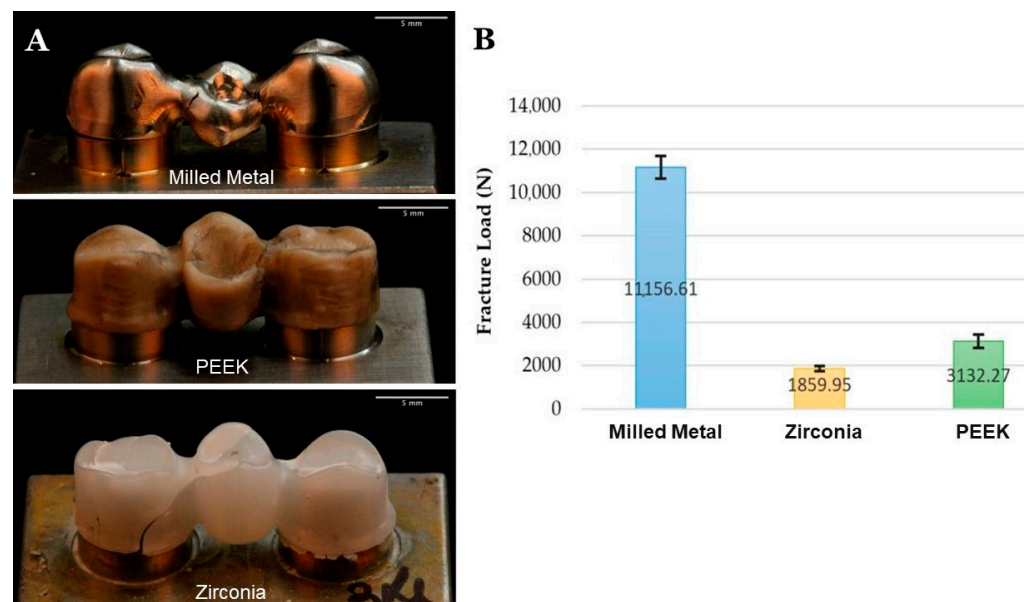 A
5 mm
Milled Metal
5 mm
PEEK
5 mm
Zirconia
B
Fracture Load (N)
14,000
12,000
10,000
8000
6000
4000
2000
0
11,156.61
1859.95
3132.27
Milled Metal
Zirconia
PEEK